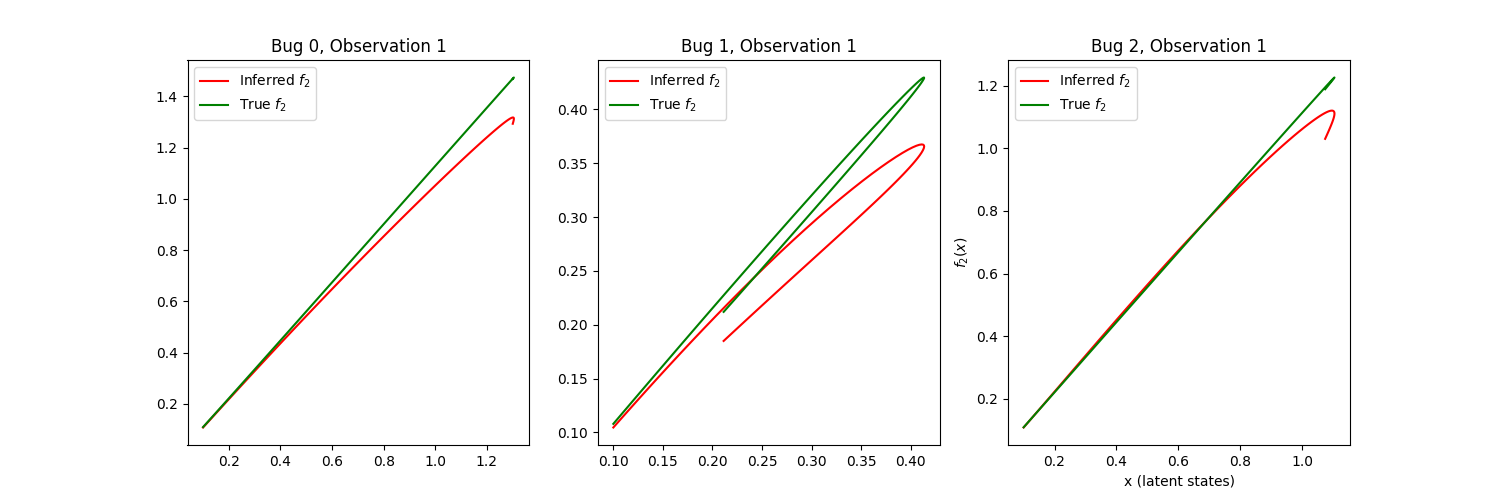 Bug 0, Observation 1
Inferred f₂
True f₂
1.4
1.2
1.0
0.8
0.6
0.4
0.2
0.2 0.4 0.6 0.8 1.0 1.2
Bug 1, Observation 1
Inferred f₂
True f₂
0.40
0.35
0.30
0.25
0.20
0.15
0.10
0.10 0.15 0.20 0.25 0.30 0.35 0.40
Bug 2, Observation 1
Inferred f₂
True f₂
f₂(x)
1.2
1.0
0.8
0.6
0.4
0.2
0.2 0.4 0.6 0.8 1.0
x (latent states)